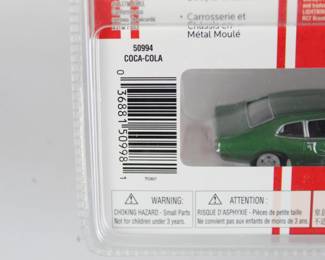 • Carrosserie et
Châssis en
Métal Moulé
50994
COCA-COLA
0 36881 50998 1
WARNING:
CHOKING HAZARD - Small Parts
Not for children under 3 years.
ATTENTION :
RISQUE D'ASPHYXIE - Pièces de petite taille
Ne convient pas aux enfants de moins de 3 ans.